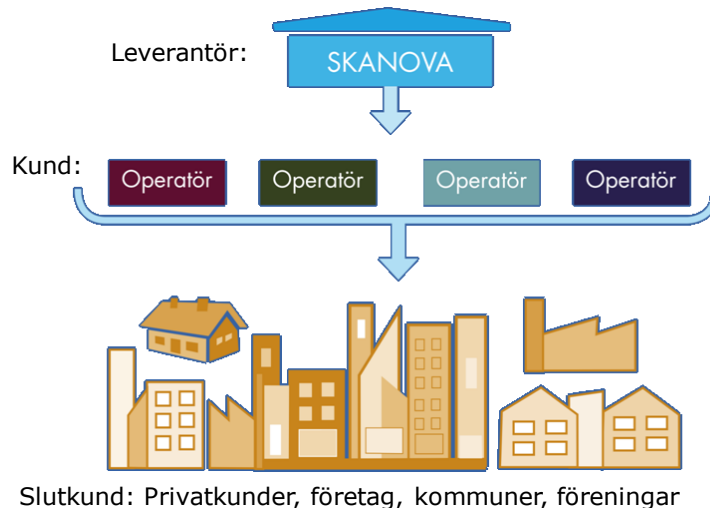 Leverantör: SKANOVA
Kund: Operatör Operatör Operatör Operatör
Slutkund: Privatkunder, företag, kommuner, föreningar